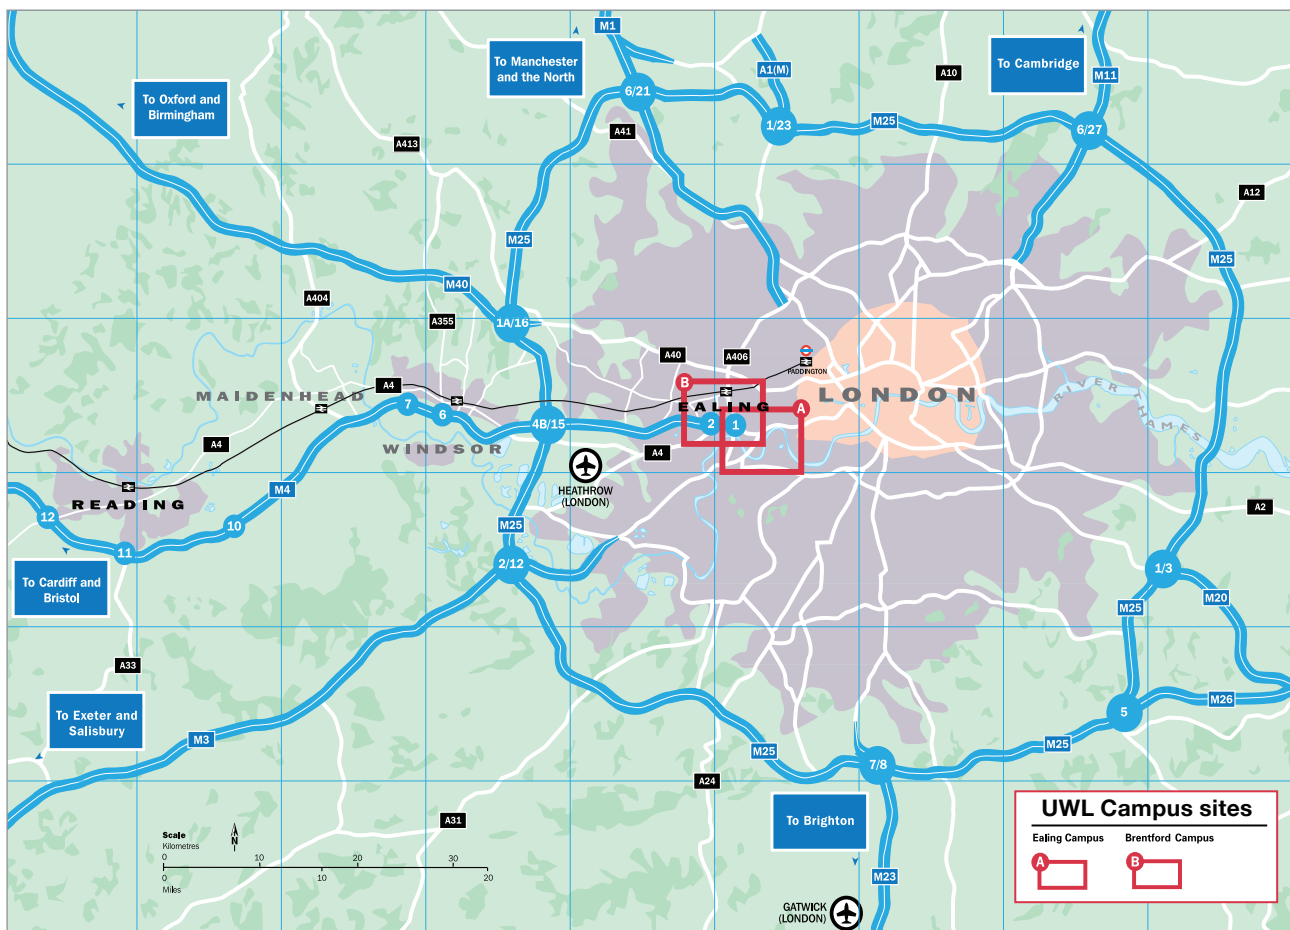 M1
To Manchester
and the North
A1(M)
A10
To Cambridge
M11
To Oxford and
Birmingham
6/21
1/23
M25
6/27
A41
A413
A12
M25
M25
M40
A404
A355
1A/16
A40
A406
PADDINGTON
B
MAIDENHEAD
A4
EALING
A
LONDON
RIVER THAMES
7
6
4B/15
2
1
A4
WINDSOR
A4
HEATHROW
(LONDON)
M4
READING
12
10
11
M25
A2
2/12
1/3
To Cardiff and
Bristol
M25
M20
A33
To Exeter and
Salisbury
M3
5
M26
M25
M25
7/8
A24
To Brighton
A31
M23
GATWICK
(LONDON)
Scale
Kilometres
N
0 10 20 30
0 10 20
Miles
UWL Campus sites
Ealing Campus
Brentford Campus
A
B